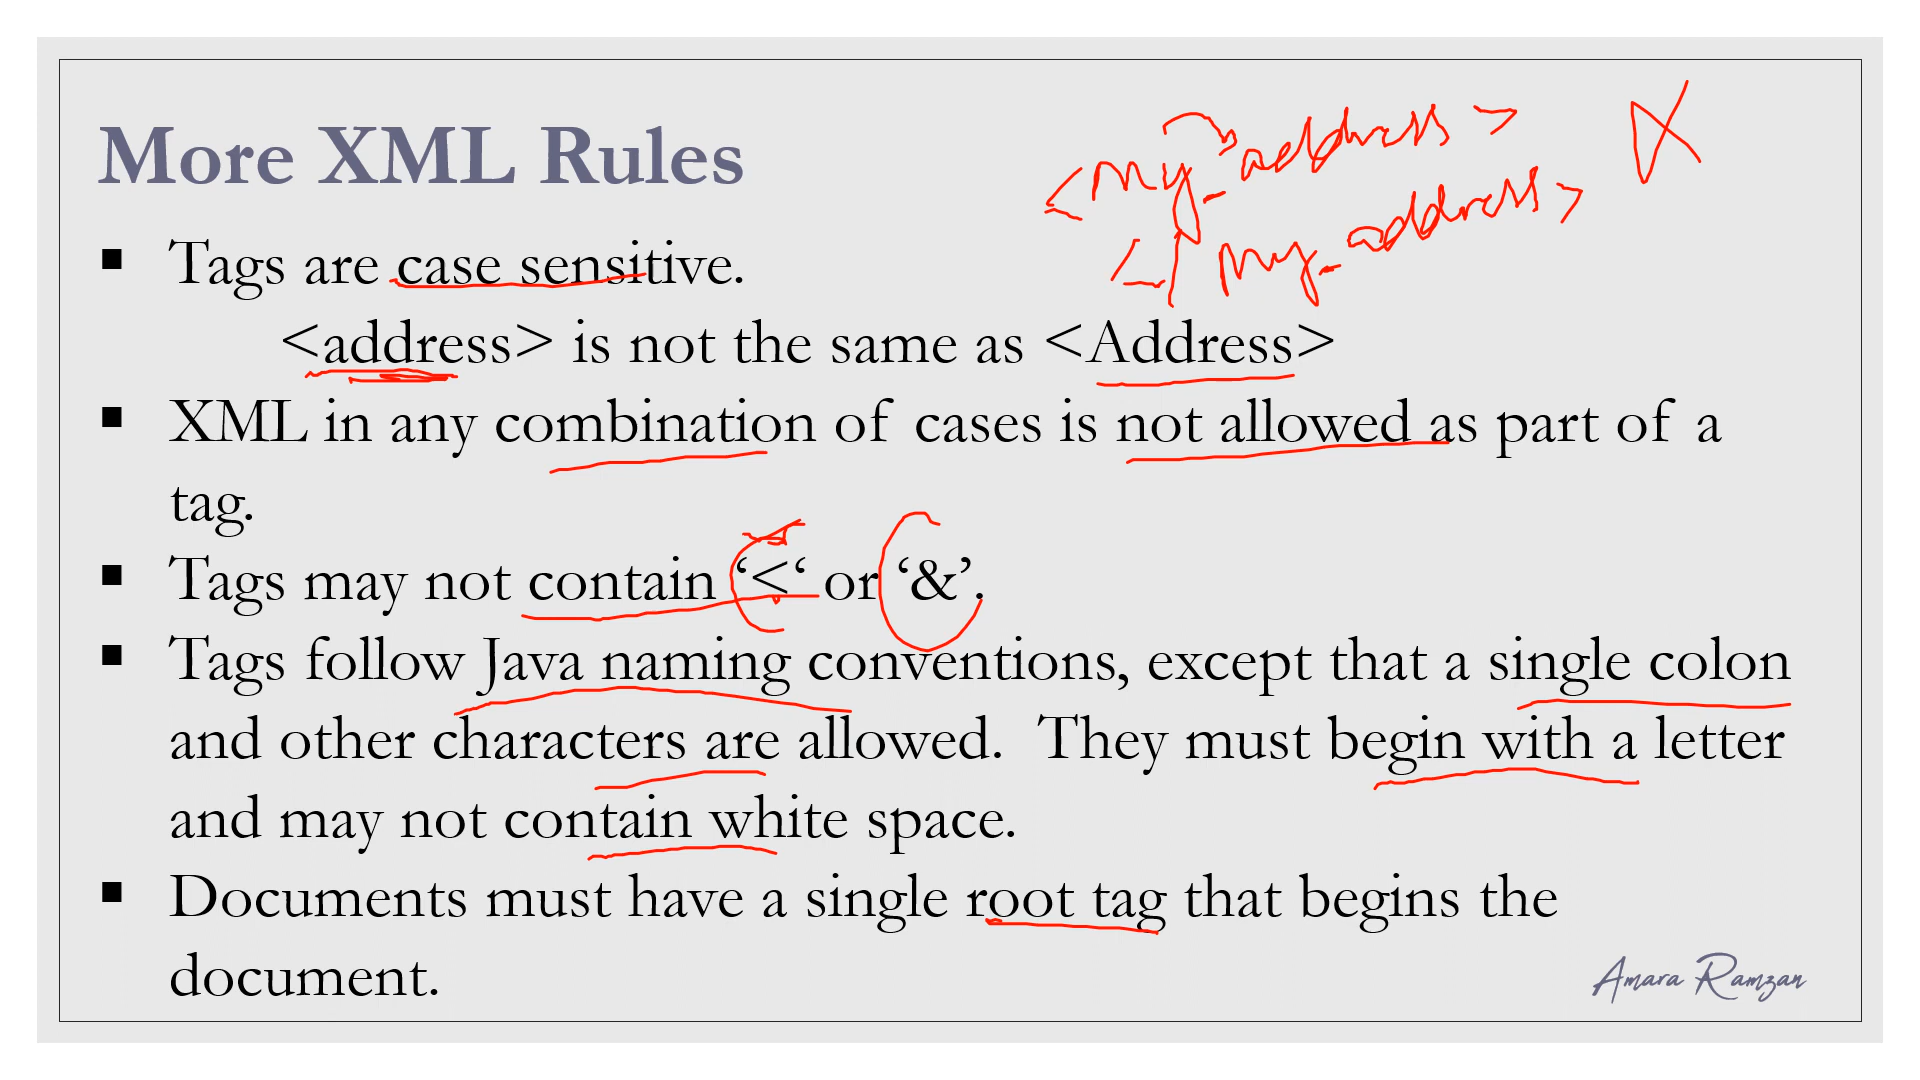 <my_address>
</my_address>
More XML Rules
▪ Tags are case sensitive.
<address> is not the same as <Address>
▪ XML in any combination of cases is not allowed as part of a
tag.
▪ Tags may not contain ‘<‘ or ‘&’.
▪ Tags follow Java naming conventions, except that a single colon
and other characters are allowed. They must begin with a letter
and may not contain white space.
▪ Documents must have a single root tag that begins the
document.
Amara Ramzan